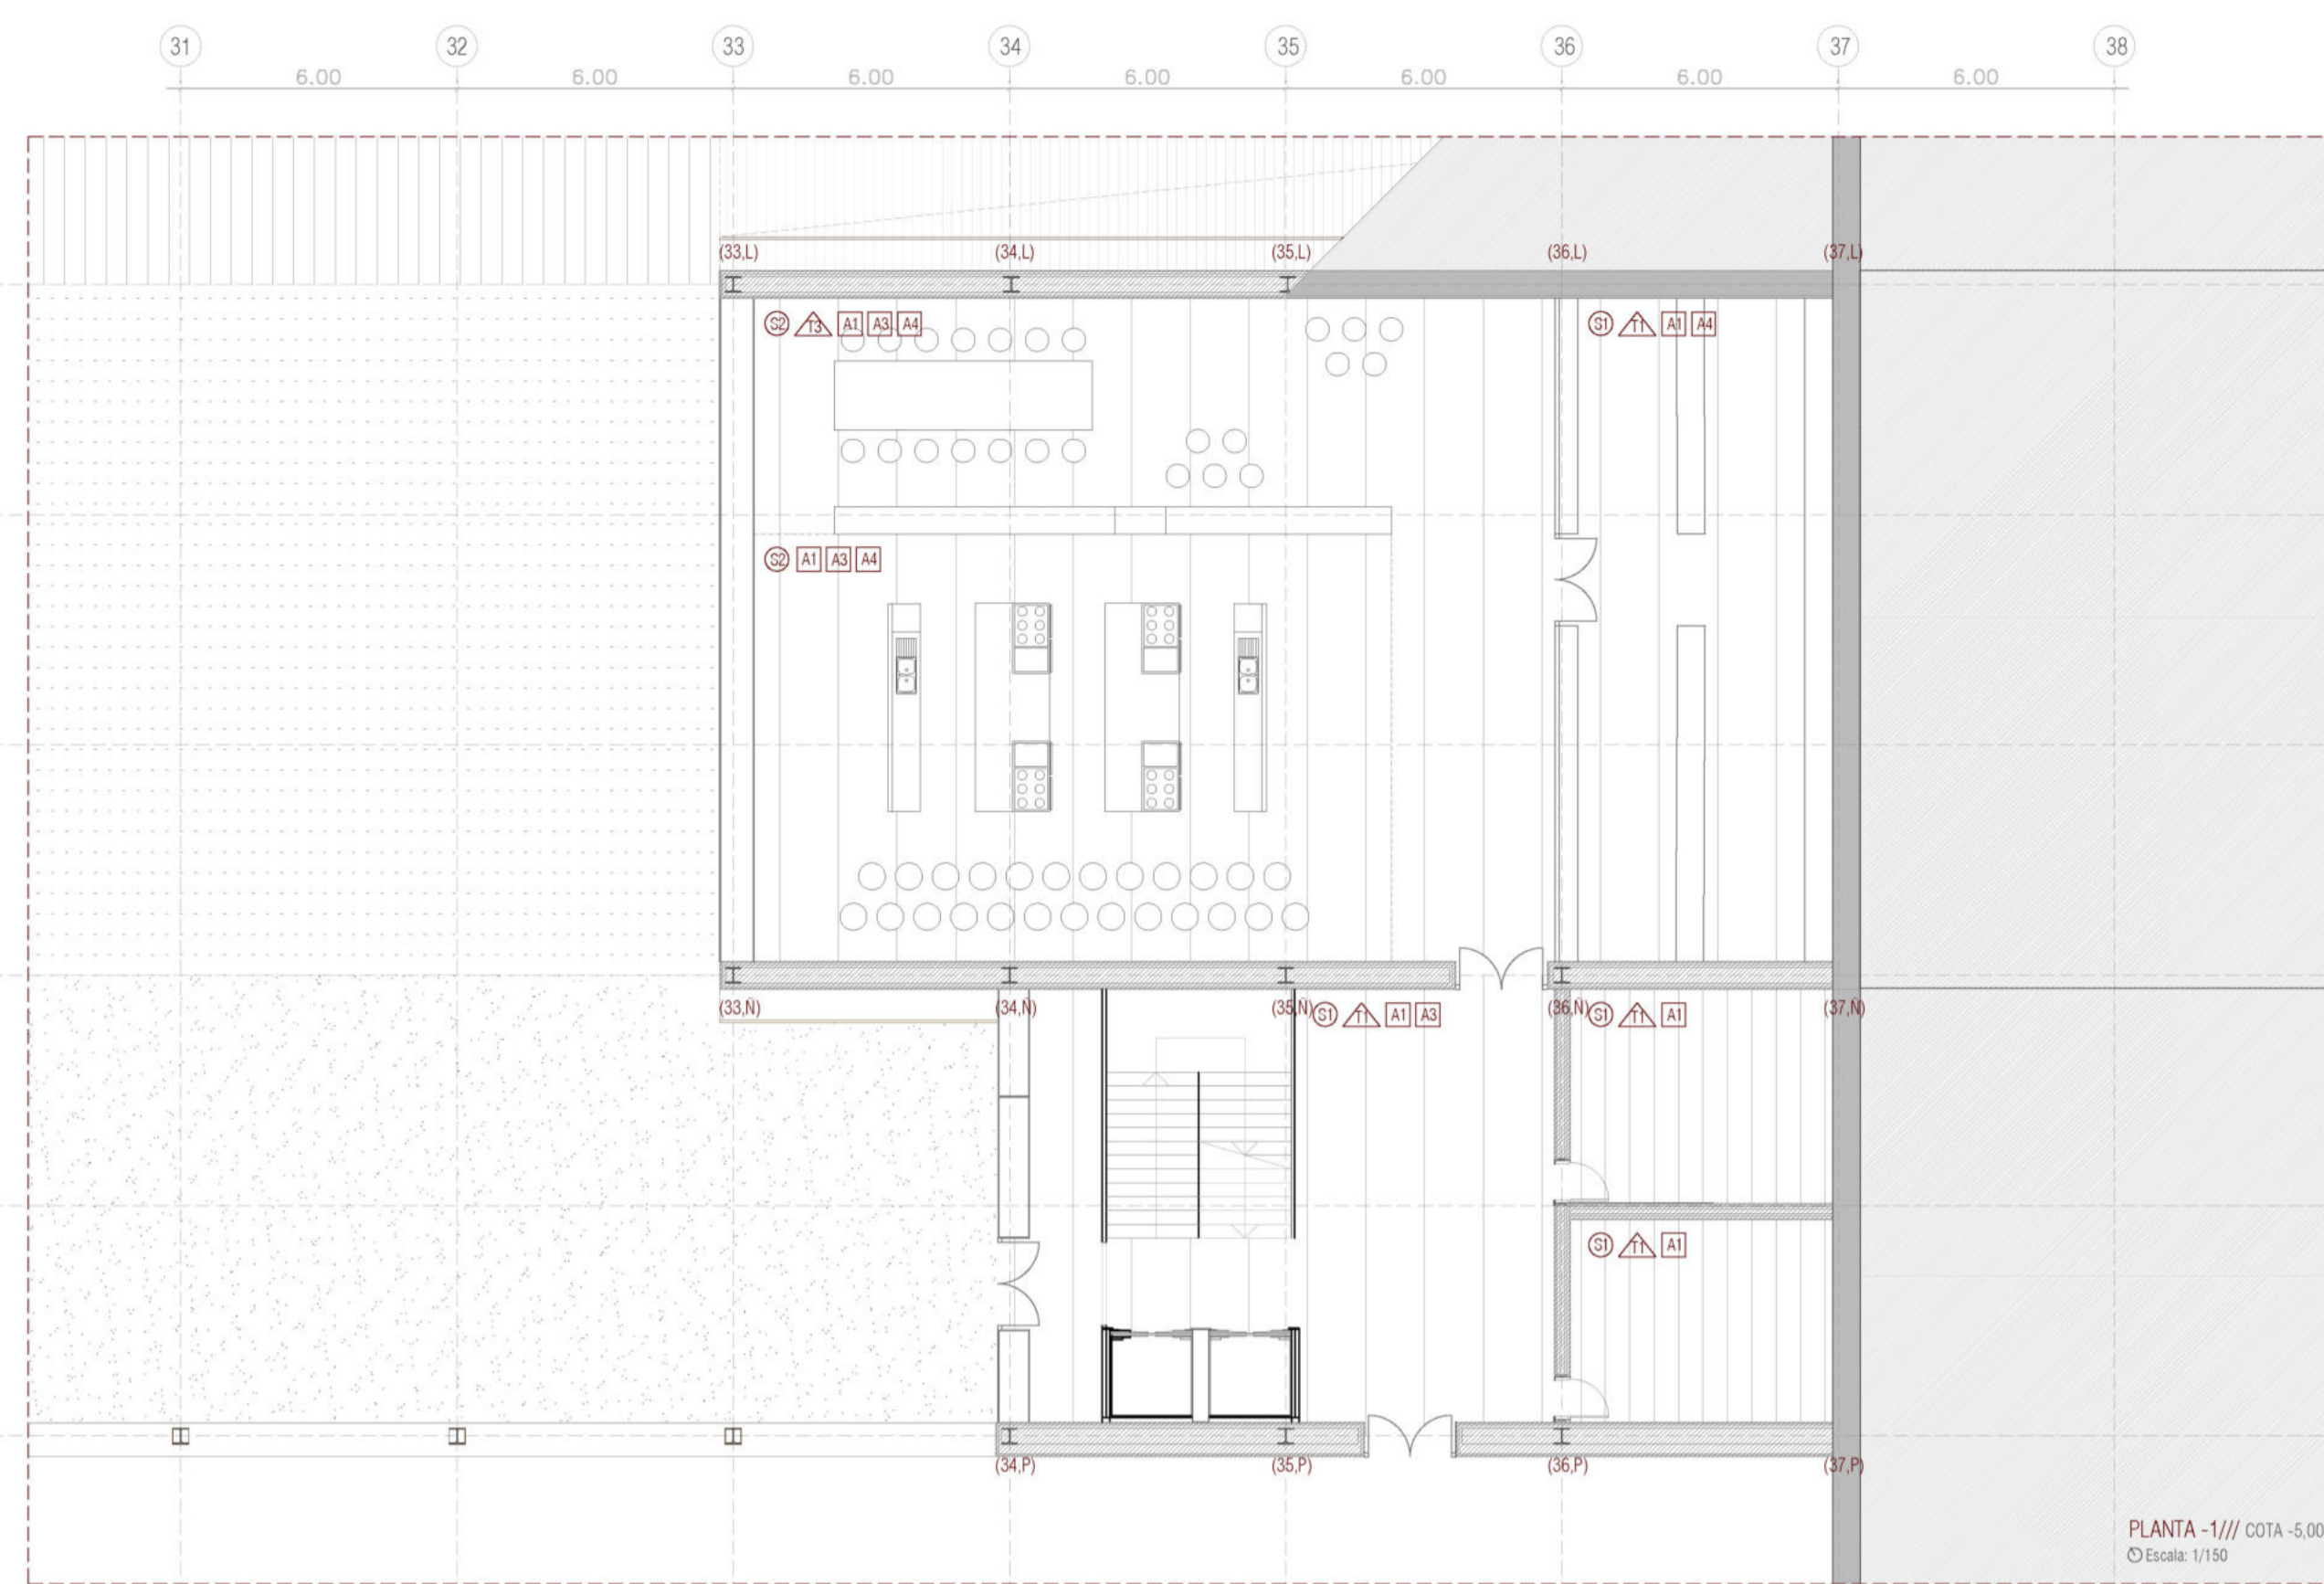 31 32 33 34 35 36 37 38
6.00 6.00 6.00 6.00 6.00 6.00 6.00
(33,L) (34,L) (35,L) (36,L) (37,L)
S2 T3 A1 A3 A4
S1 T1 A1 A4
S2 A1 A3 A4
(33,Ñ) (34,Ñ) (35,Ñ) S1 T1 A1 A3 (36,Ñ) S1 T1 A1 (37,Ñ)
S1 T1 A1
(34,P) (35,P) (36,P) (37,P)
PLANTA -1/// COTA -5,00
Escala: 1/150